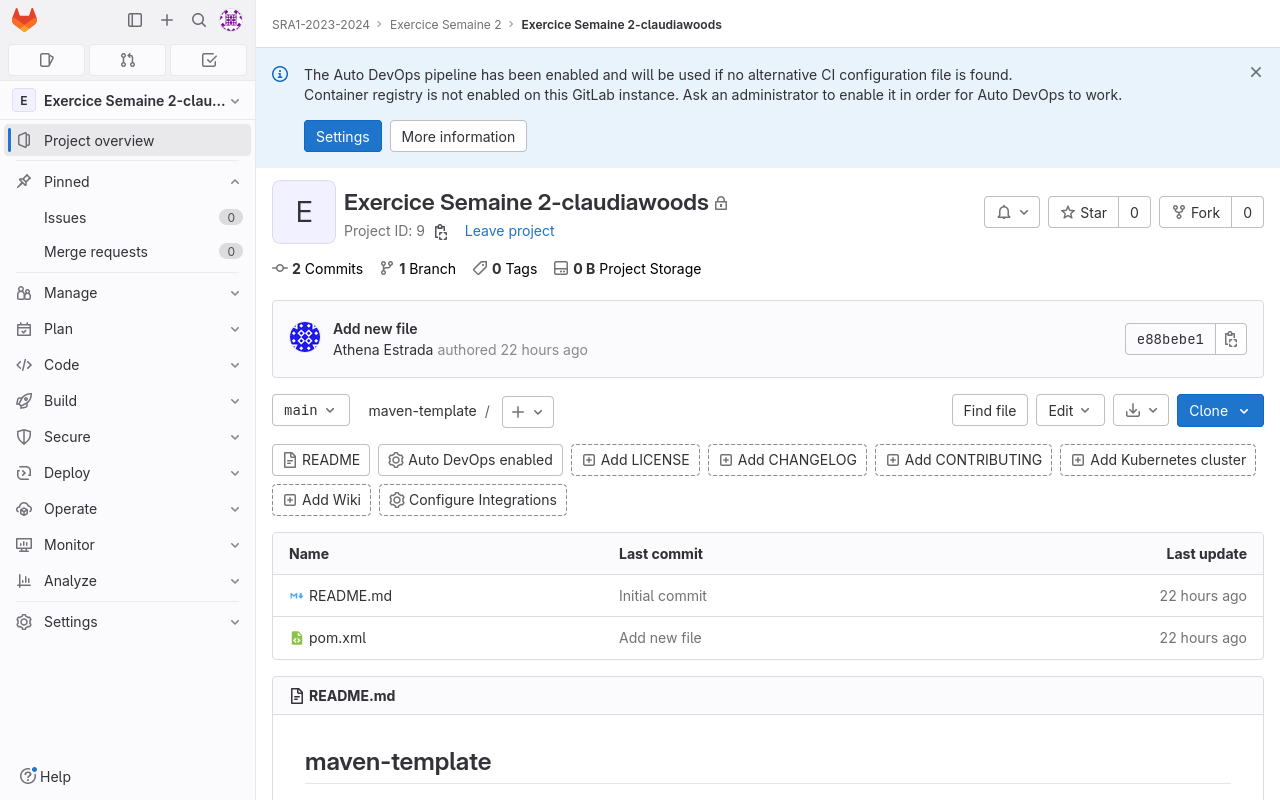 SRA1-2023-2024
Exercice Semaine 2
Exercice Semaine 2-claudiawoods
E
Exercice Semaine 2-clau...
Project overview
Pinned
Issues 0
Merge requests 0
Manage
Plan
Code
Build
Secure
Deploy
Operate
Monitor
Analyze
Settings
Help
The Auto DevOps pipeline has been enabled and will be used if no alternative CI configuration file is found.
Container registry is not enabled on this GitLab instance. Ask an administrator to enable it in order for Auto DevOps to work.
Settings More information
E
Exercice Semaine 2-claudiawoods
Project ID: 9 Leave project
Star 0 Fork 0
2 Commits 1 Branch 0 Tags 0 B Project Storage
Add new file
Athena Estrada authored 22 hours ago
e88bebe1
main maven-template / Find file Edit Clone
README Auto DevOps enabled Add LICENSE Add CHANGELOG Add CONTRIBUTING Add Kubernetes cluster
Add Wiki Configure Integrations
Name Last commit Last update
README.md Initial commit 22 hours ago
pom.xml Add new file 22 hours ago
README.md
maven-template